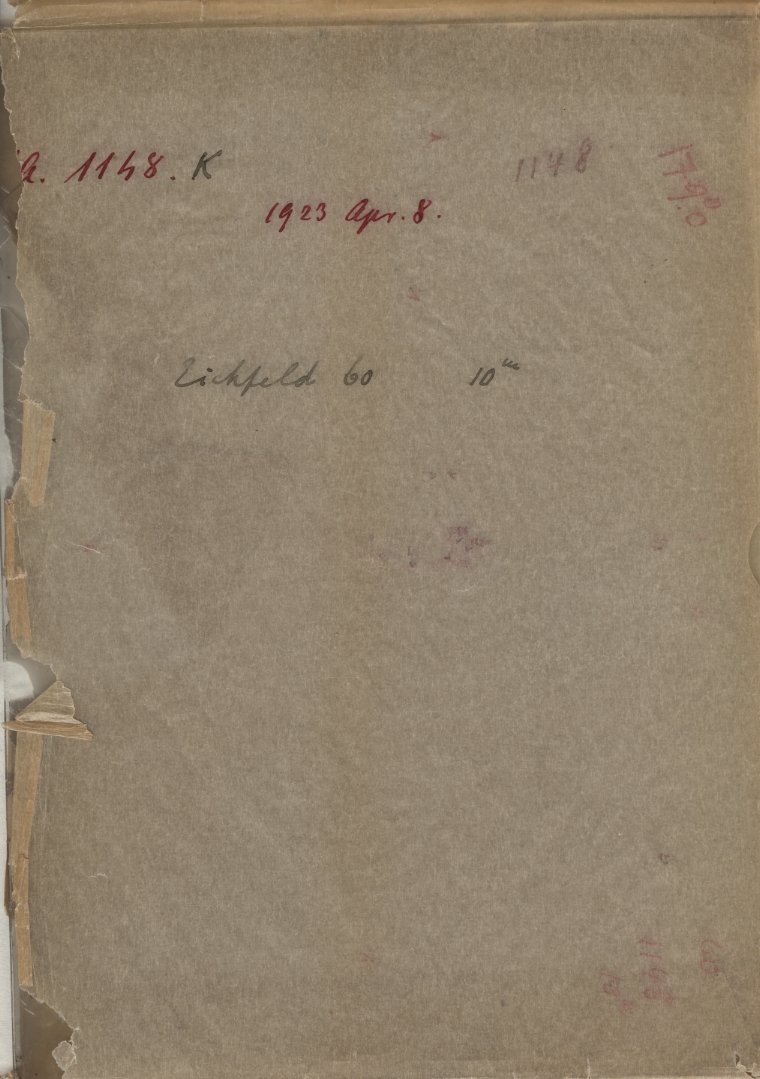 A. 1148. K
1148
1923 Apr. 8.
Eichfeld 60 10ᵐ